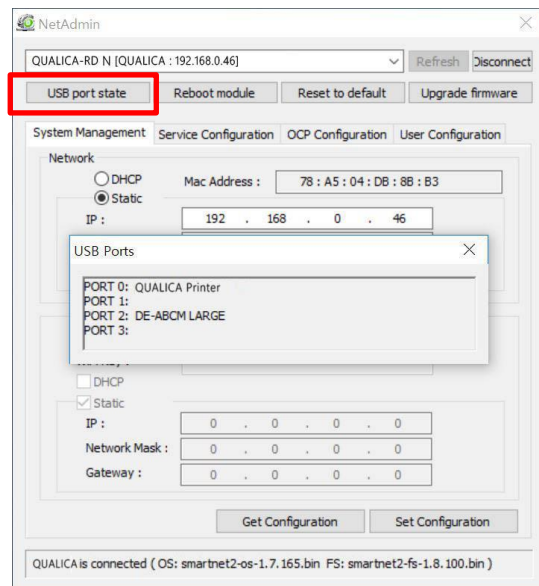 NetAdmin
QUALICA-RD N [QUALICA : 192.168.0.46] Refresh Disconnect
USB port state Reboot module Reset to default Upgrade firmware
System Management Service Configuration OCP Configuration User Configuration
Network
DHCP Mac Address : 78 : A5 : 04 : DB : 8B : B3
Static
IP : 192 . 168 . 0 . 46
USB Ports
PORT 0: QUALICA Printer
PORT 1:
PORT 2: DE-ABCM LARGE
PORT 3:
DHCP
Static
IP : 0 . 0 . 0 . 0
Network Mask : 0 . 0 . 0 . 0
Gateway : 0 . 0 . 0 . 0
Get Configuration Set Configuration
QUALICA is connected ( OS: smartnet2-os-1.7.165.bin FS: smartnet2-fs-1.8.100.bin )